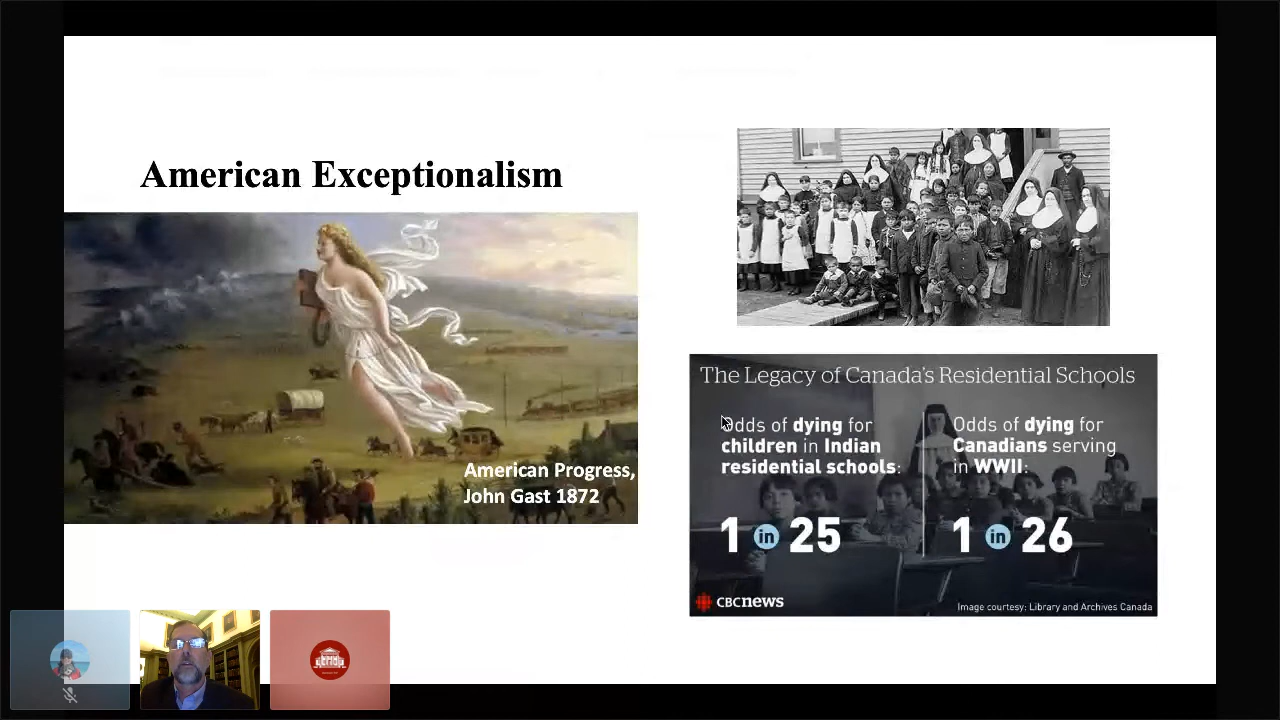 American Exceptionalism
American Progress,
John Gast 1872
The Legacy of Canada's Residential Schools
Odds of dying for
children in Indian
residential schools:
1 in 25
Odds of dying for
Canadians serving
in WWII:
1 in 26
CBCnews
Image courtesy: Library and Archives Canada